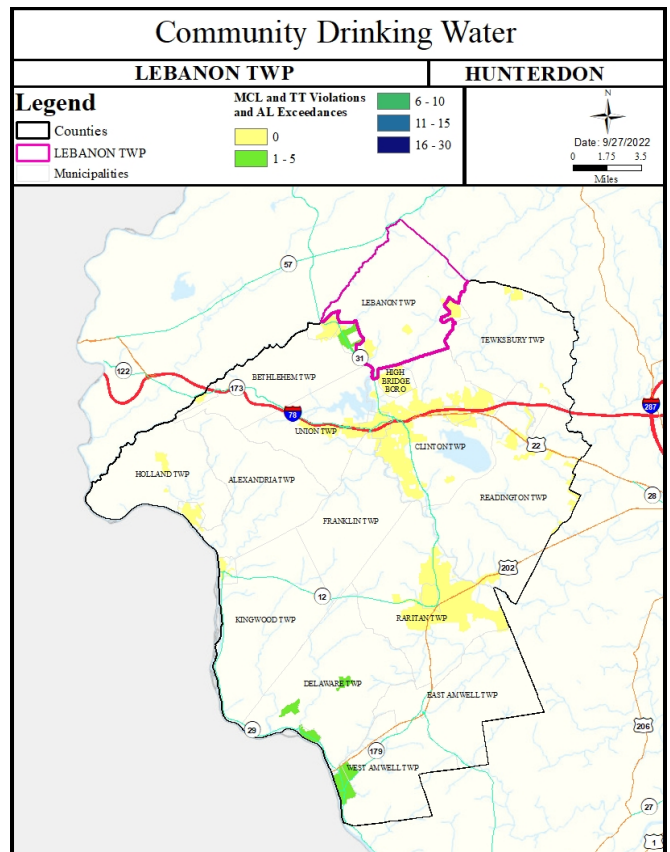 Community Drinking Water
LEBANON TWP
HUNTERDON
Legend
Counties
LEBANON TWP
Municipalities
MCL and TT Violations
and AL Exceedances
0
1 - 5
6 - 10
11 - 15
16 - 30
N
Date: 9/27/2022
0 1.75 3.5
Miles
57
LEBANON TWP
TEWKSBURY TWP
31
122
BETHLEHEM TWP
HIGH
BRIDGE
BORO
173
78
287
UNION TWP
CLINTON TWP
22
HOLLAND TWP
ALEXANDRIA TWP
READINGTON TWP
28
FRANKLIN TWP
202
12
KINGWOOD TWP
RARITAN TWP
DELAWARE TWP
EAST AMWELL TWP
29
206
179
WEST AMWELL TWP
27
1